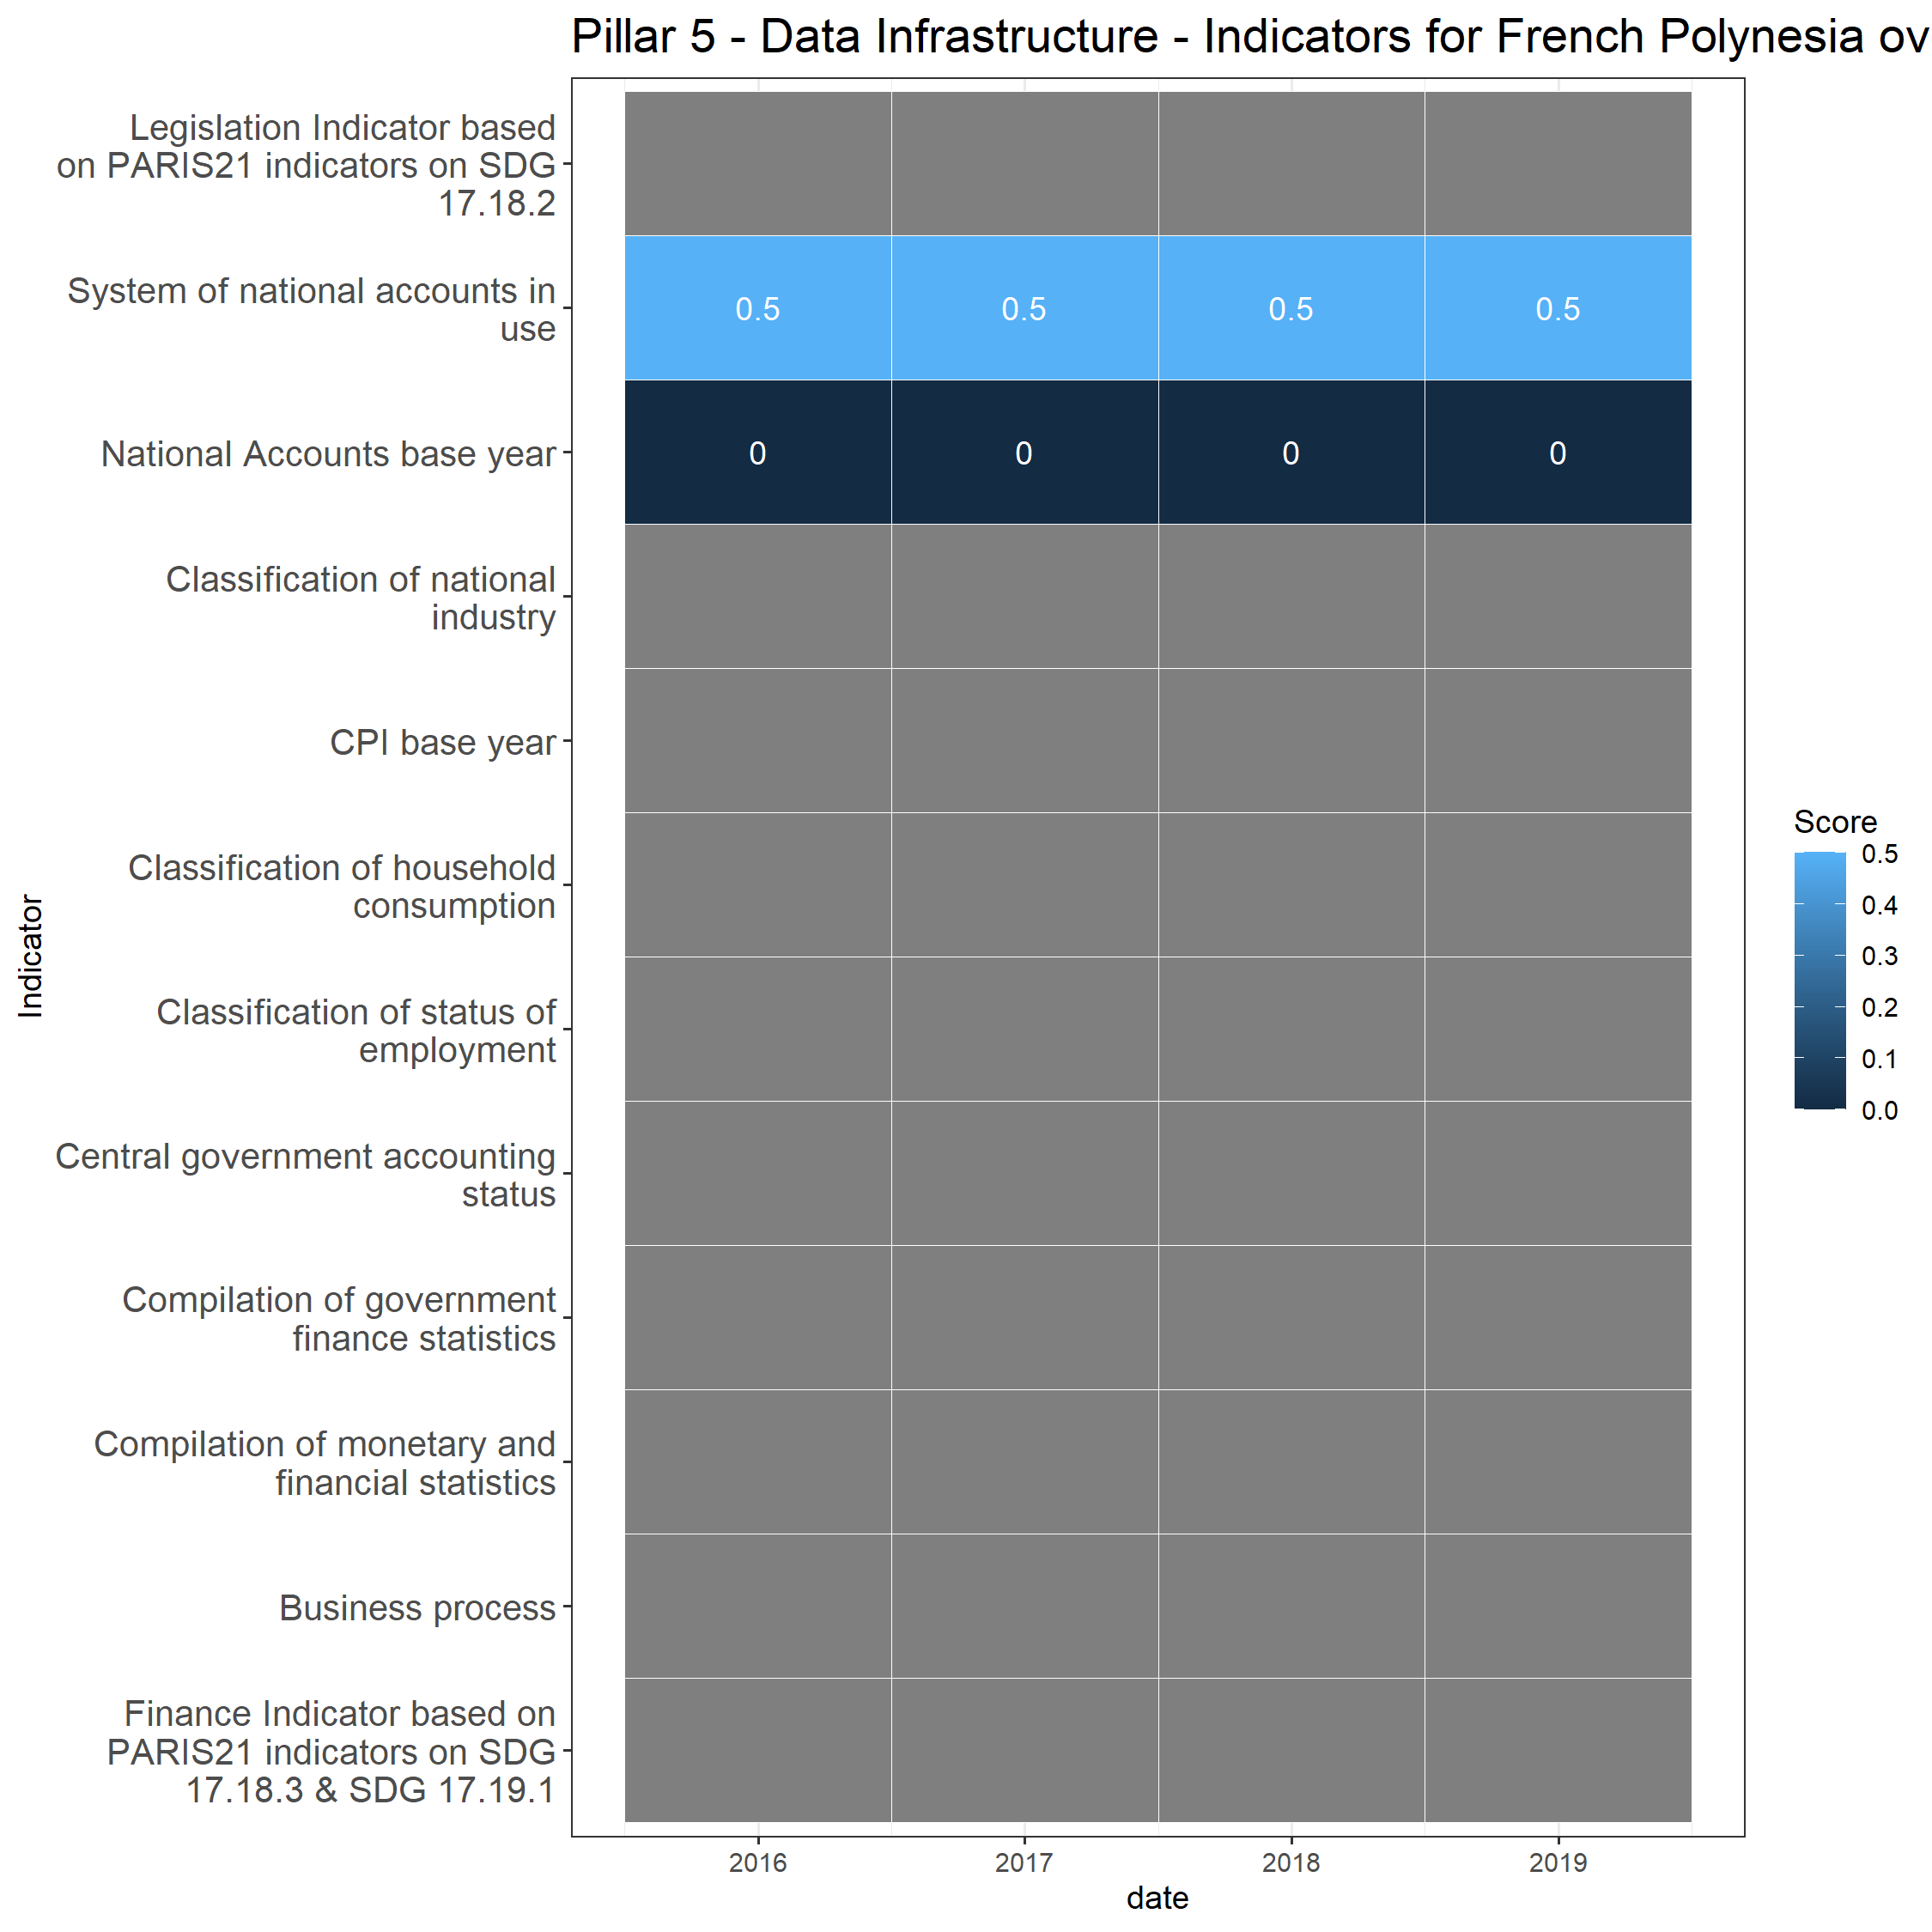 Pillar 5 - Data Infrastructure - Indicators for French Polynesia ov
Legislation Indicator based
on PARIS21 indicators on SDG
17.18.2
System of national accounts in
use
0.5 0.5 0.5 0.5
National Accounts base year
0 0 0 0
Classification of national
industry
CPI base year
Classification of household
consumption
Classification of status of
employment
Central government accounting
status
Compilation of government
finance statistics
Compilation of monetary and
financial statistics
Business process
Finance Indicator based on
PARIS21 indicators on SDG
17.18.3 & SDG 17.19.1
Indicator
2016 2017 2018 2019
date
Score
0.5
0.4
0.3
0.2
0.1
0.0